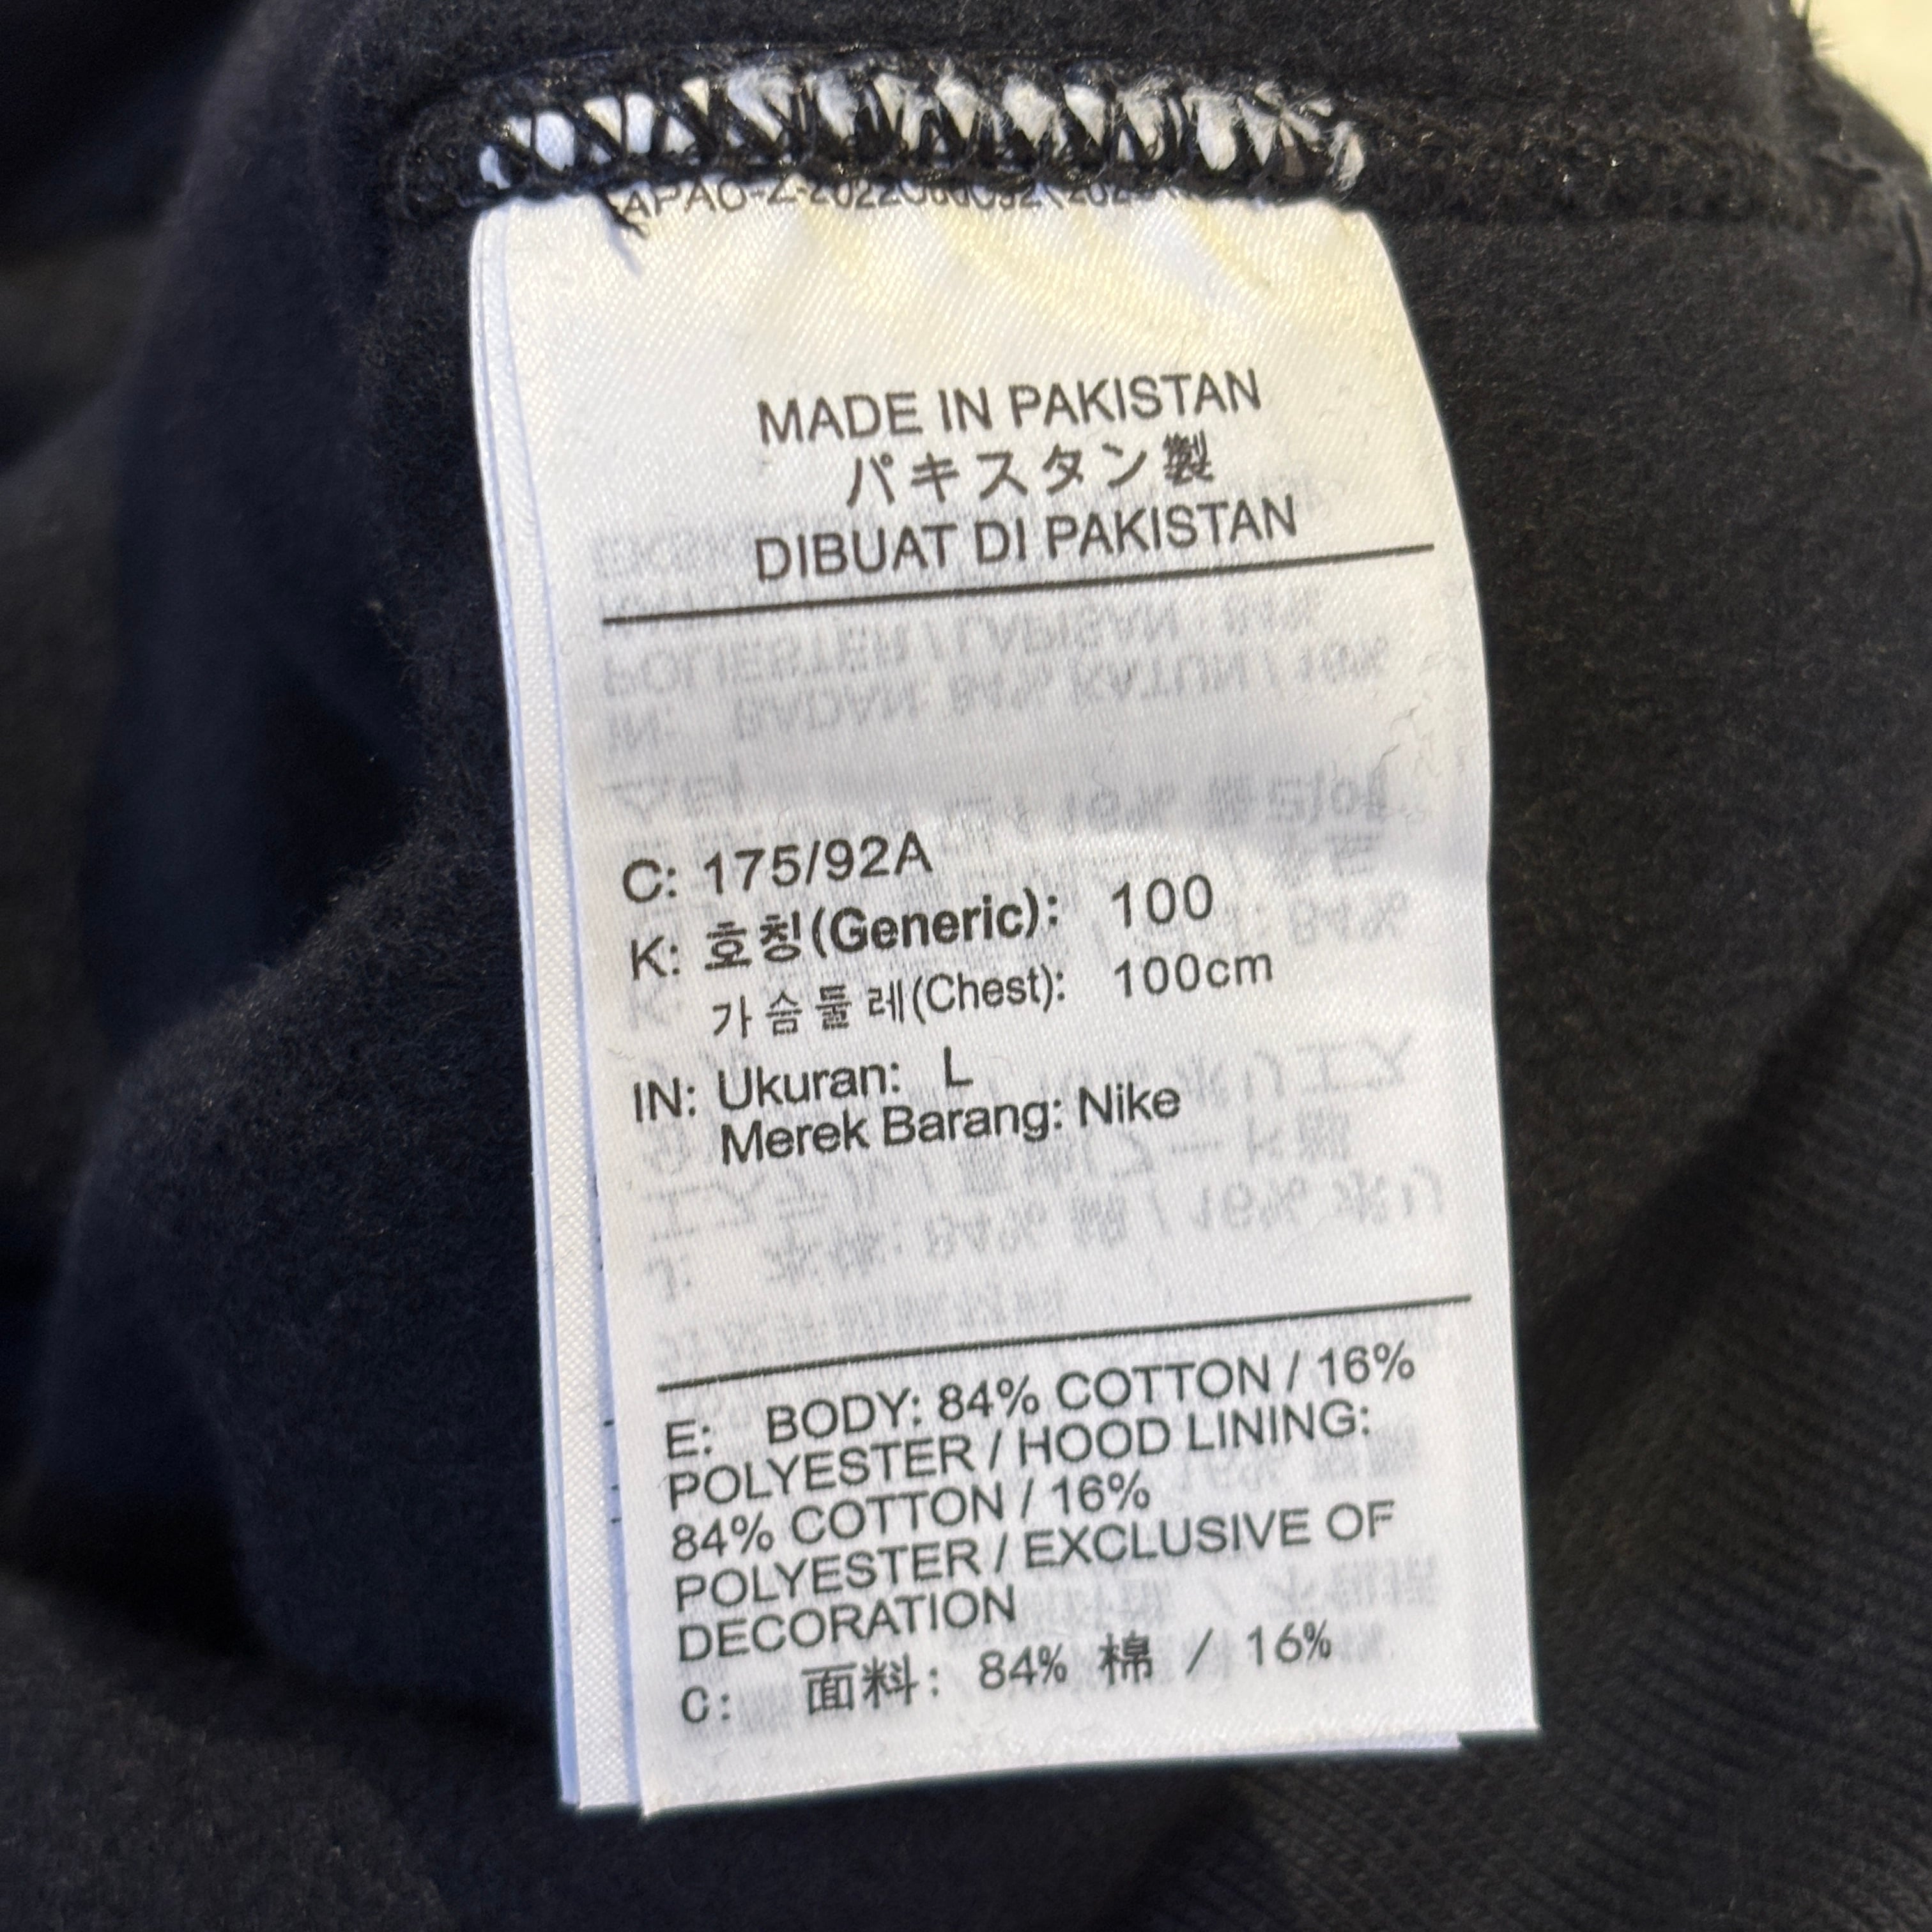 MADE IN PAKISTAN
パキスタン製
DIBUAT DI PAKISTAN
C: 175/92A
K: 호칭(Generic): 100
가슴둘레(Chest): 100cm
IN: Ukuran: L
Merek Barang: Nike
E: BODY: 84% COTTON / 16%
POLYESTER / HOOD LINING:
84% COTTON / 16%
POLYESTER / EXCLUSIVE OF
DECORATION
C: 面料: 84% 棉 / 16%